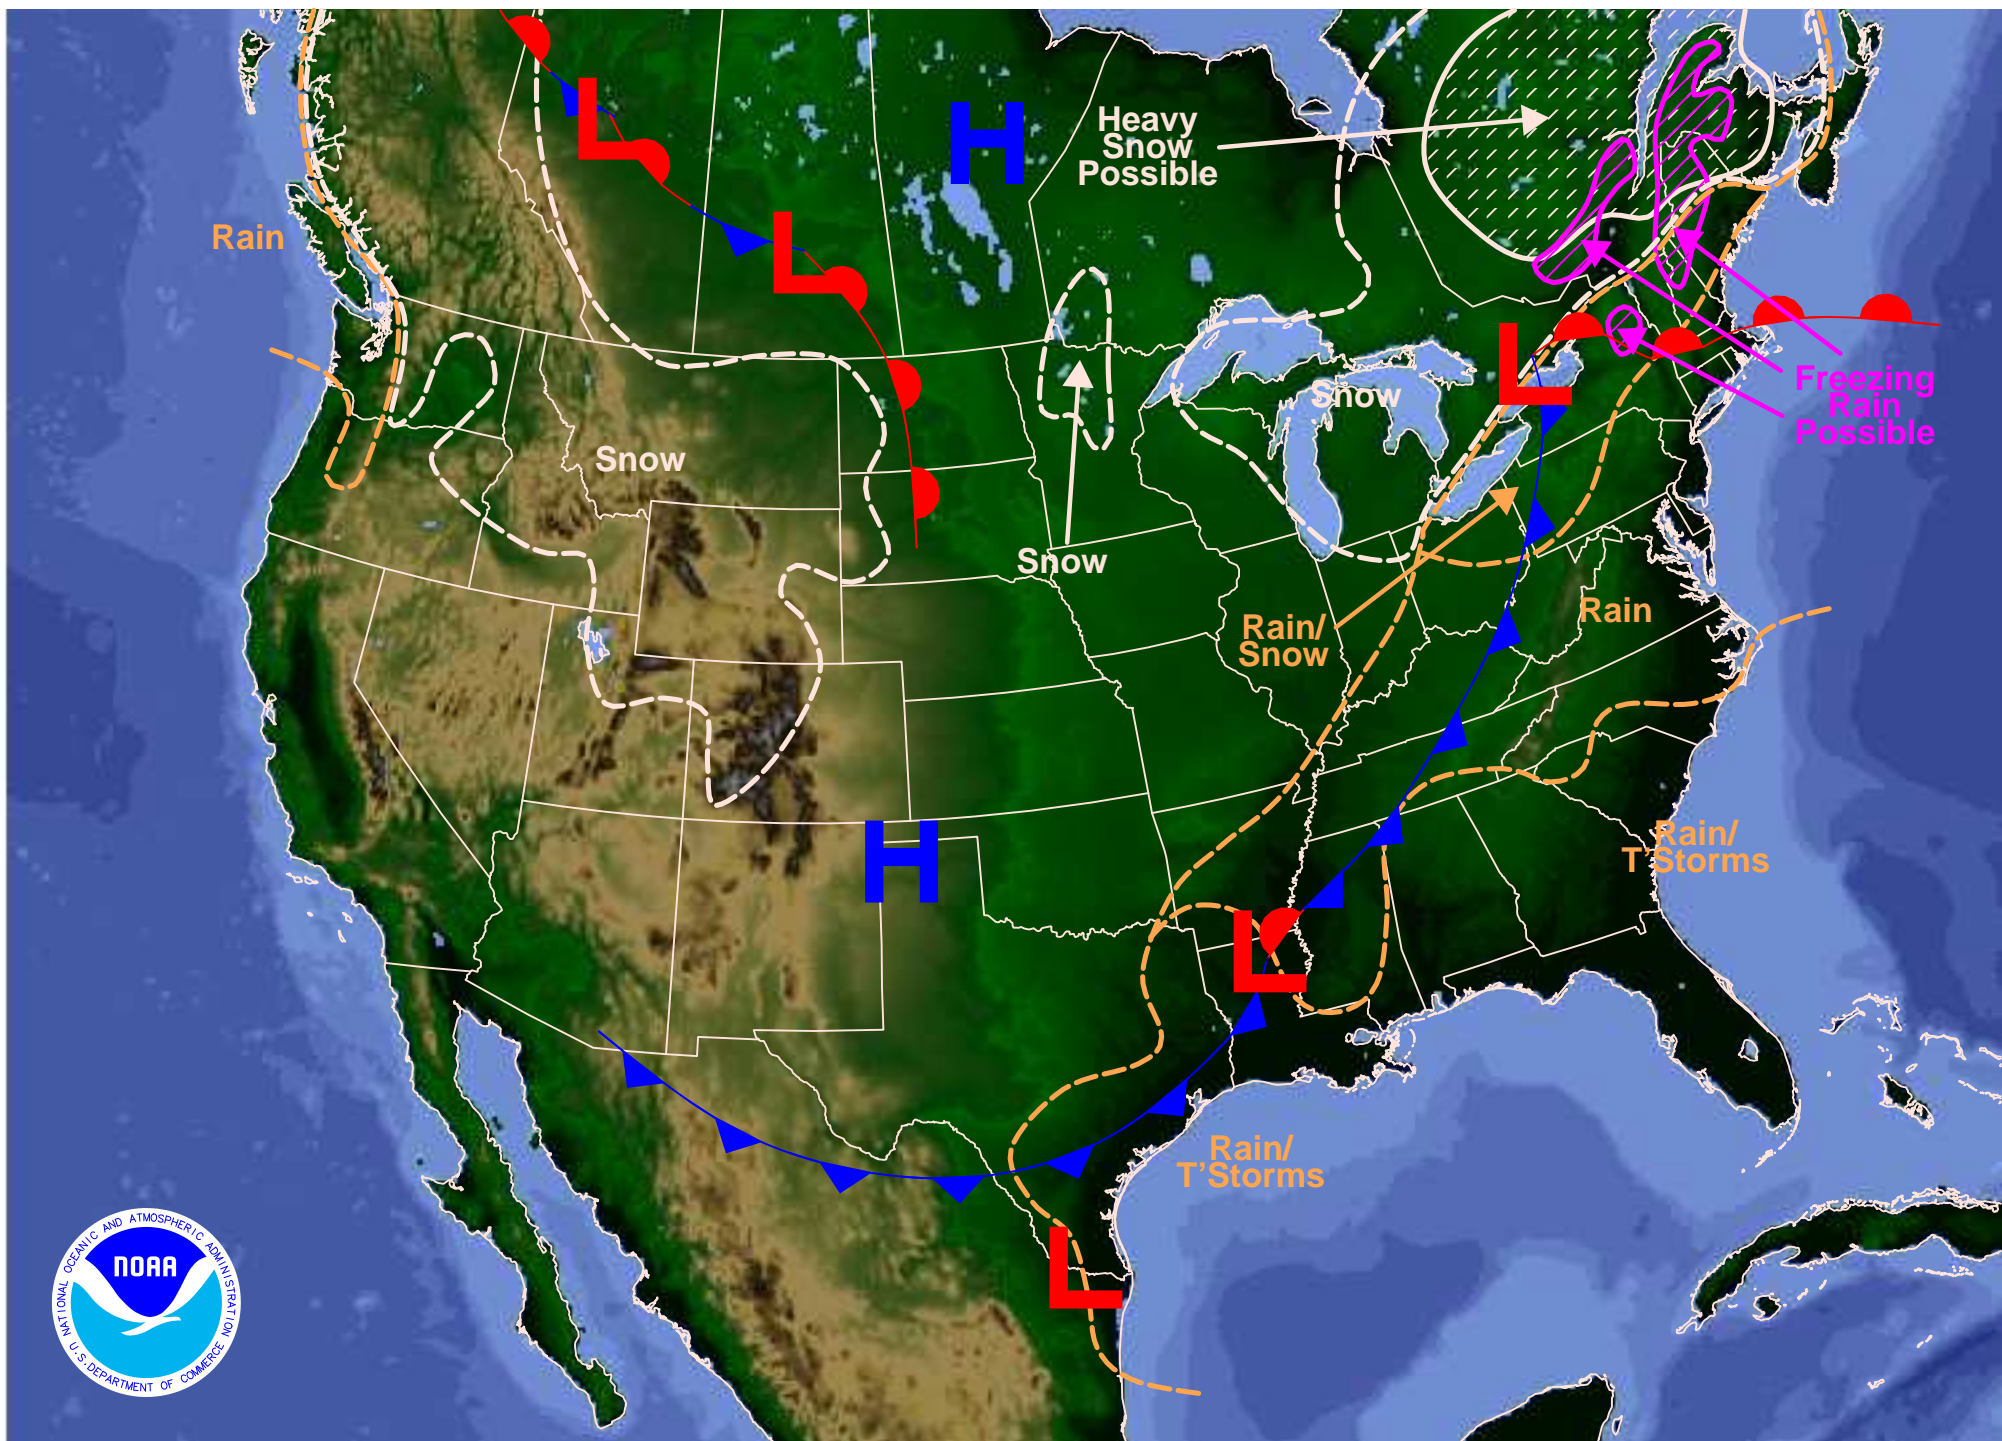 H
L
Heavy
Snow
Possible
Rain
L
L
Freezing
Rain
Possible
Snow
Snow
Snow
Rain
Rain/
Snow
H
Rain/
T'Storms
L
Rain/
T'Storms
L
NATIONAL OCEANIC AND ATMOSPHERIC ADMINISTRATION
NOAA
U.S. DEPARTMENT OF COMMERCE